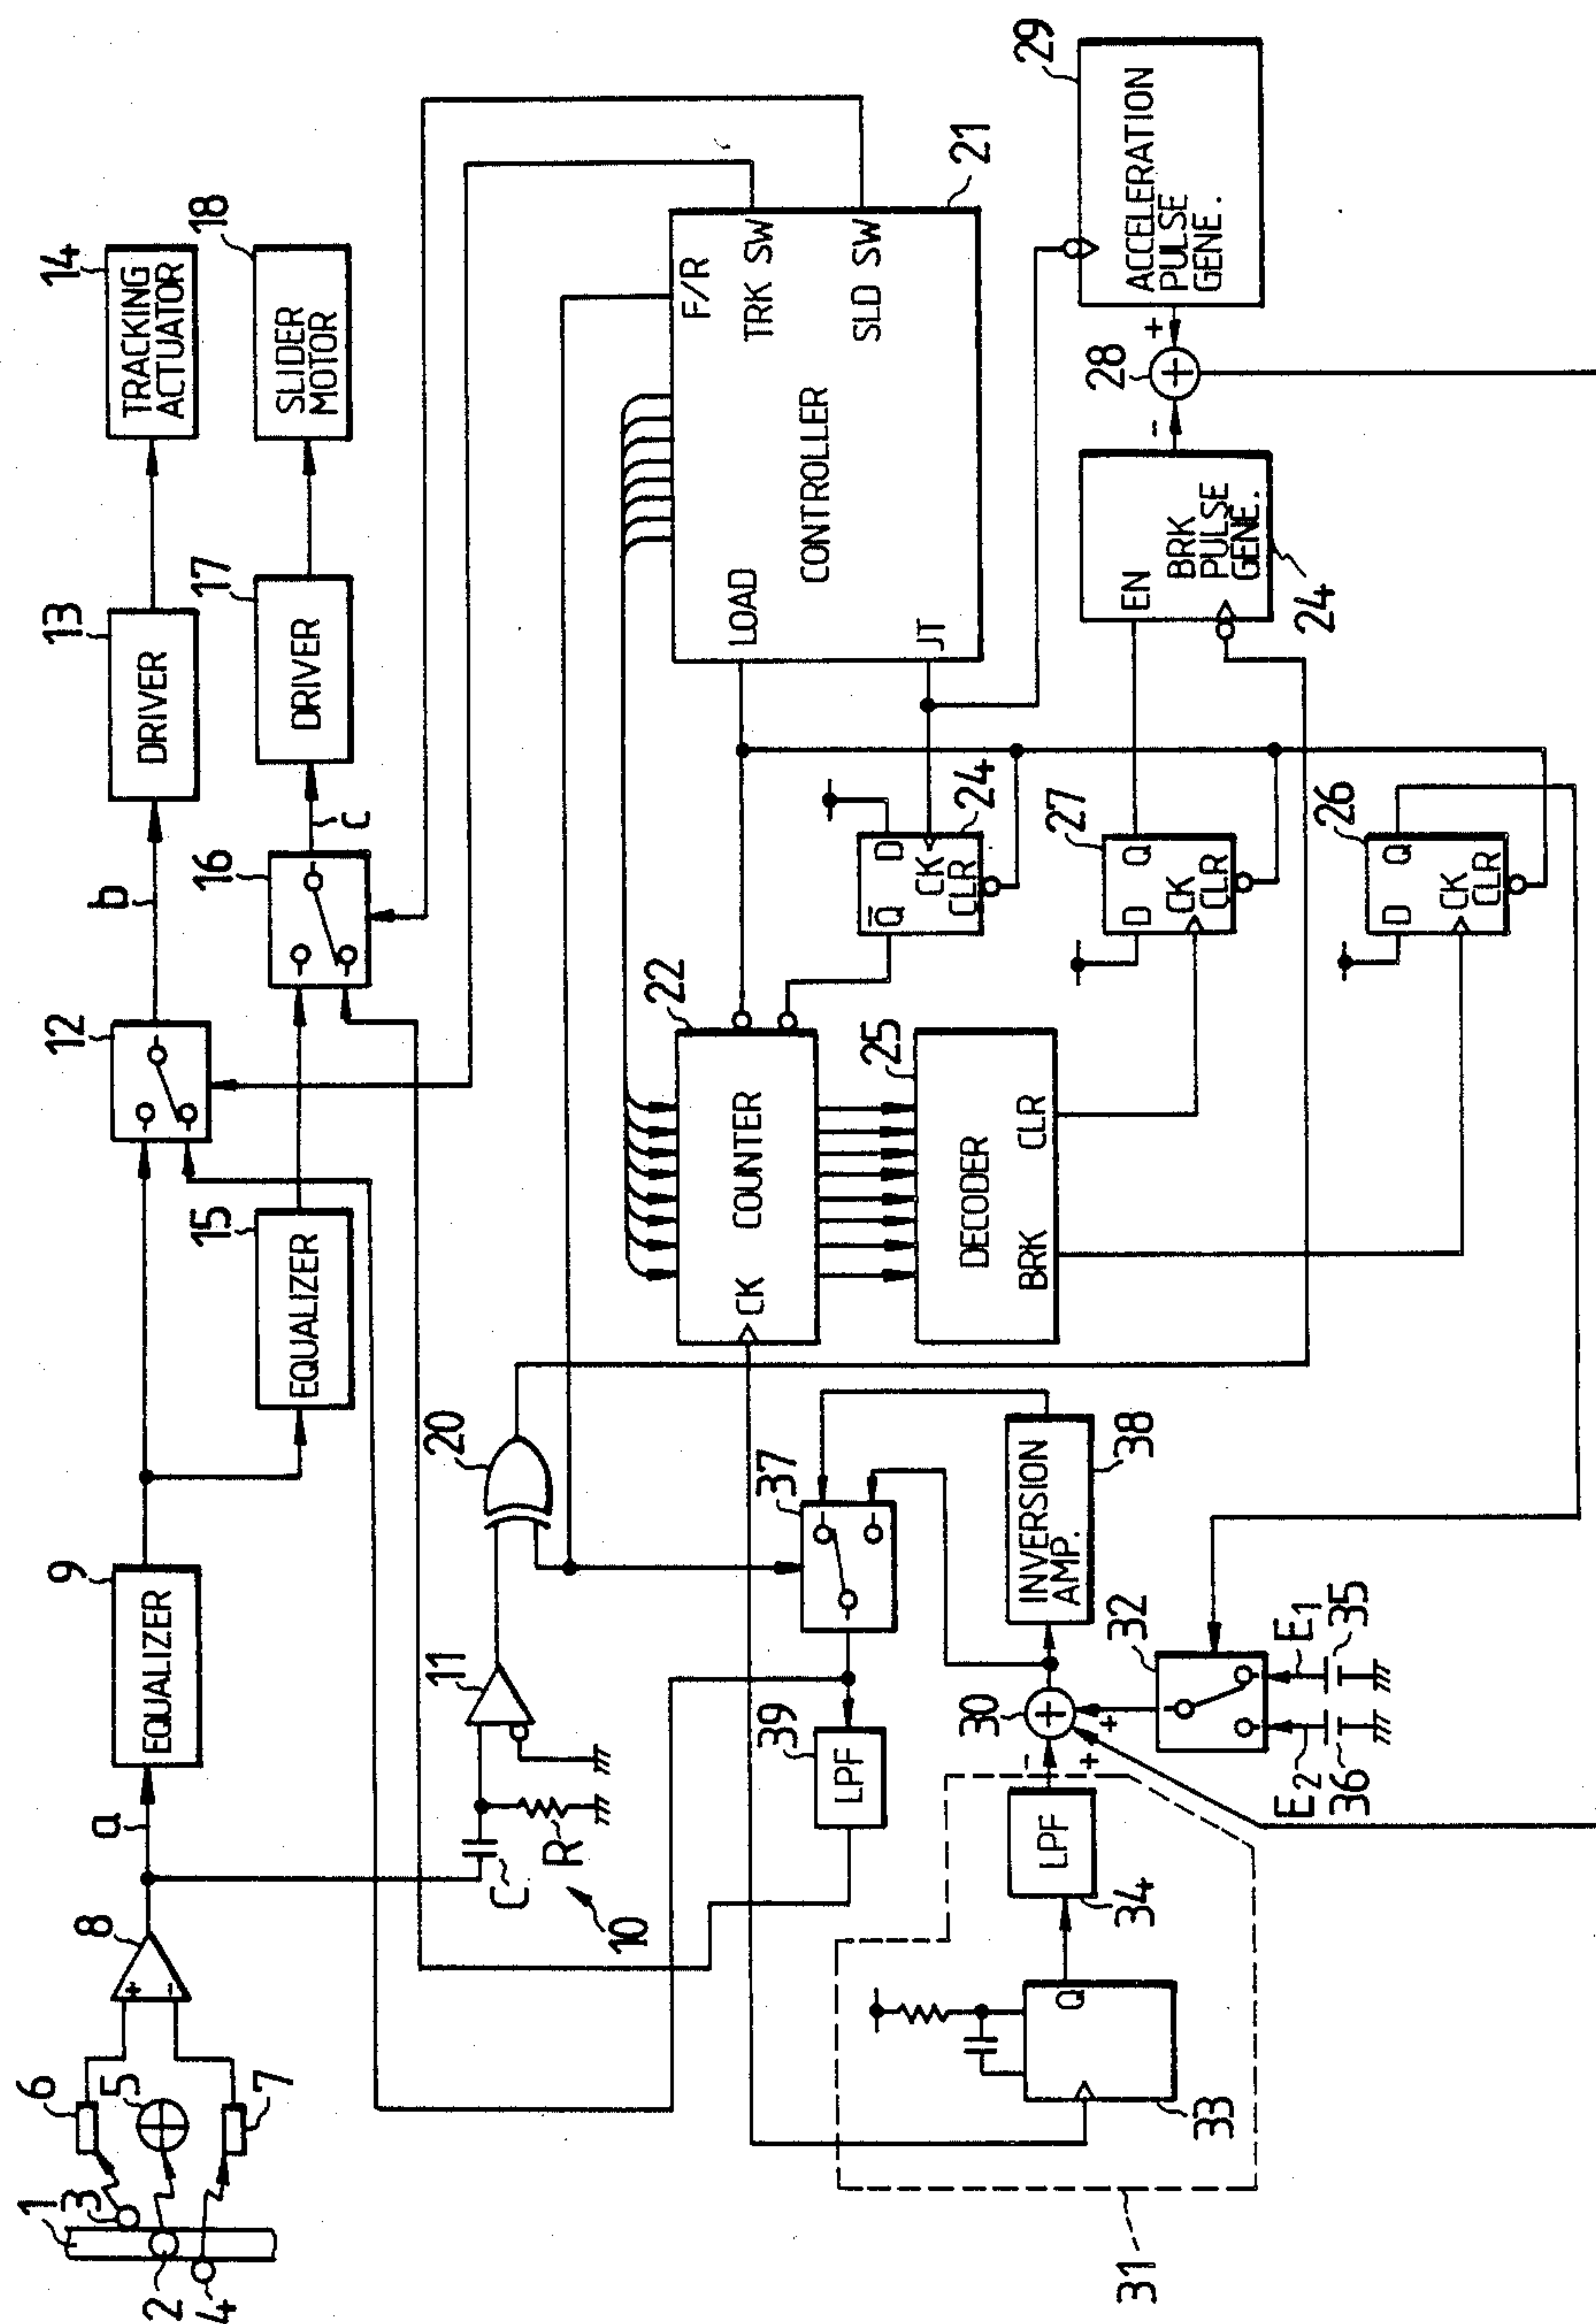 1
3
2
4
6
5
7
8
+
-
a
9
EQUALIZER
12
b
13
DRIVER
14
TRACKING
ACTUATOR
15
EQUALIZER
16
c
17
DRIVER
18
SLIDER
MOTOR
C
R
10
11
20
F/R
TRK SW
SLD SW
21
LOAD
CONTROLLER
JT
22
COUNTER
CK
24
D
CK
CLR
Q
25
DECODER
BRK
CLR
27
D
Q
CK
CLR
26
D
Q
CK
CLR
EN
BRK
PULSE
GENE.
24
28
+
-
+
29
ACCELERATION
PULSE
GENE.
37
39
LPF
38
INVERSION
AMP.
30
+
-
+
+
32
E1
35
E2
36
34
LPF
33
Q
31